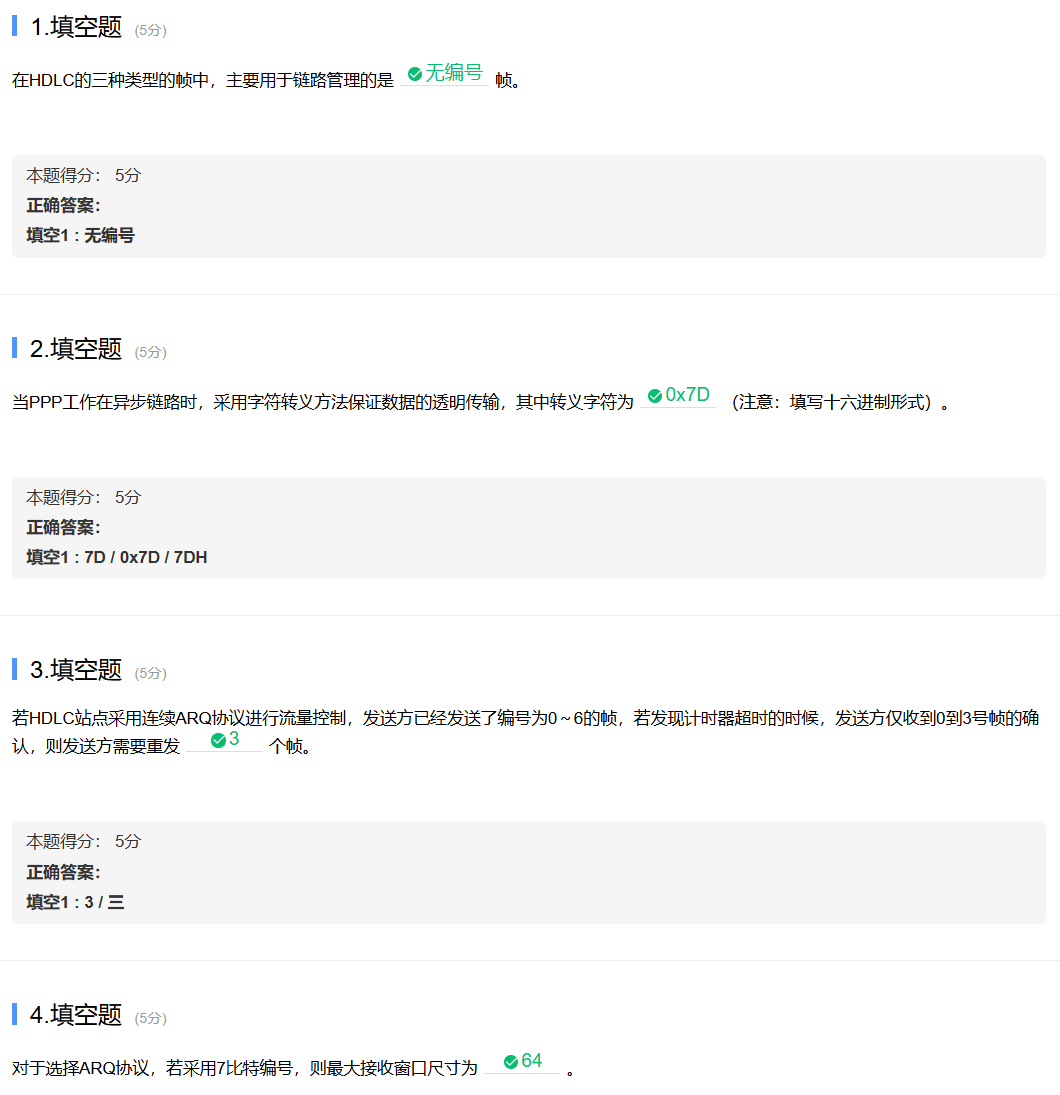 1.填空题 (5分)
在HDLC的三种类型的帧中，主要用于链路管理的是 无编号 帧。
本题得分： 5分
正确答案：
填空1 : 无编号
2.填空题 (5分)
当PPP工作在异步链路时，采用字符转义方法保证数据的透明传输，其中转义字符为 0x7D （注意：填写十六进制形式）。
本题得分： 5分
正确答案：
填空1 : 7D / 0x7D / 7DH
3.填空题 (5分)
若HDLC站点采用连续ARQ协议进行流量控制，发送方已经发送了编号为0～6的帧，若发现计时器超时的时候，发送方仅收到0到3号帧的确
认，则发送方需要重发 3 个帧。
本题得分： 5分
正确答案：
填空1 : 3 / 三
4.填空题 (5分)
对于选择ARQ协议，若采用7比特编号，则最大接收窗口尺寸为 64 。